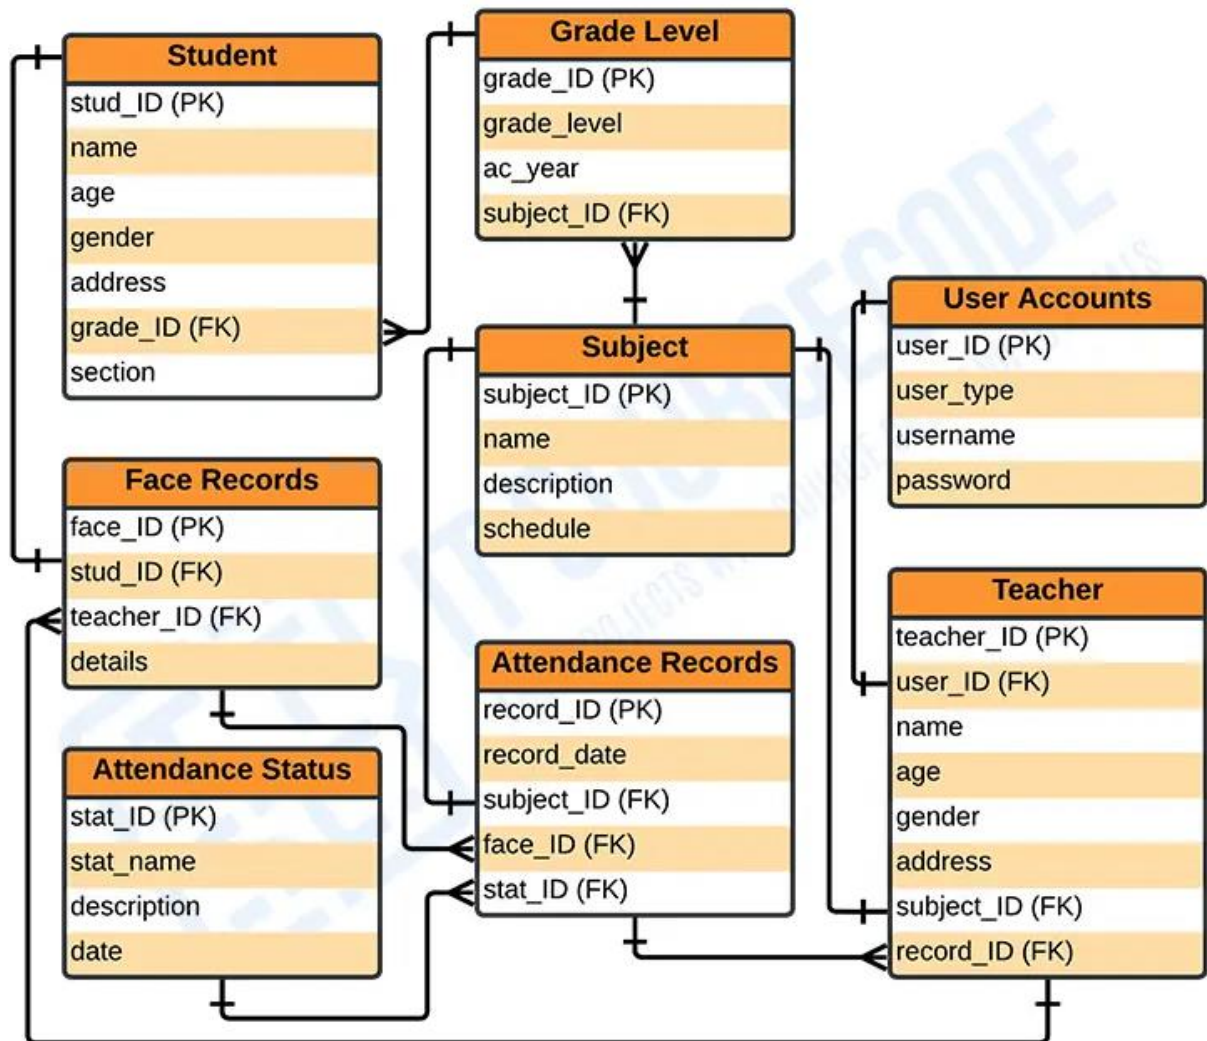 Student
stud_ID (PK)
name
age
gender
address
grade_ID (FK)
section
Grade Level
grade_ID (PK)
grade_level
ac_year
subject_ID (FK)
Subject
subject_ID (PK)
name
description
schedule
User Accounts
user_ID (PK)
user_type
username
password
Face Records
face_ID (PK)
stud_ID (FK)
teacher_ID (FK)
details
Attendance Records
record_ID (PK)
record_date
subject_ID (FK)
face_ID (FK)
stat_ID (FK)
Teacher
teacher_ID (PK)
user_ID (FK)
name
age
gender
address
subject_ID (FK)
record_ID (FK)
Attendance Status
stat_ID (PK)
stat_name
description
date